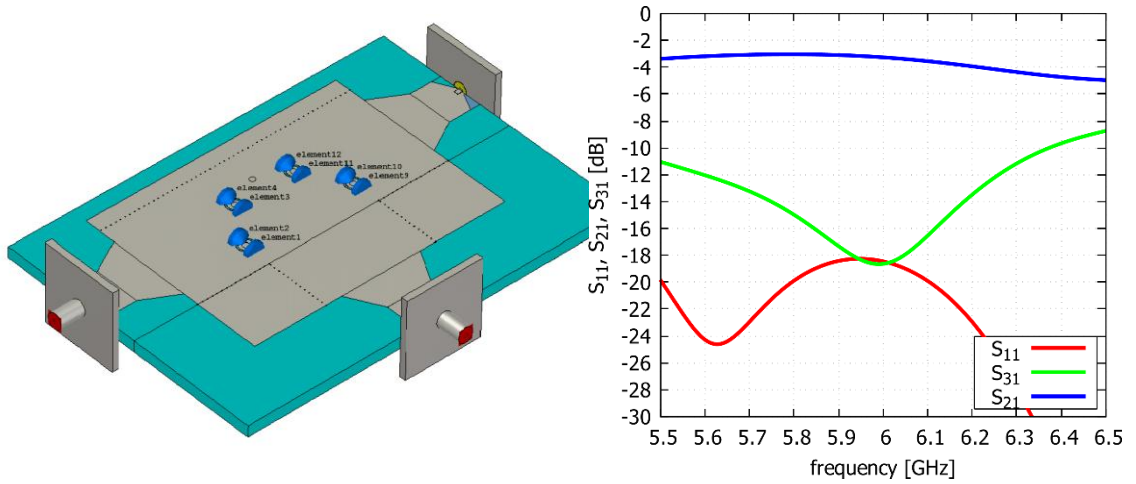 element12
element11
element10
element9
element4
element3
element2
element1
S11, S21, S31 [dB]
0
-2
-4
-6
-8
-10
-12
-14
-16
-18
-20
-22
-24
-26
-28
-30
S11
S31
S21
5.5 5.6 5.7 5.8 5.9 6 6.1 6.2 6.3 6.4 6.5
frequency [GHz]